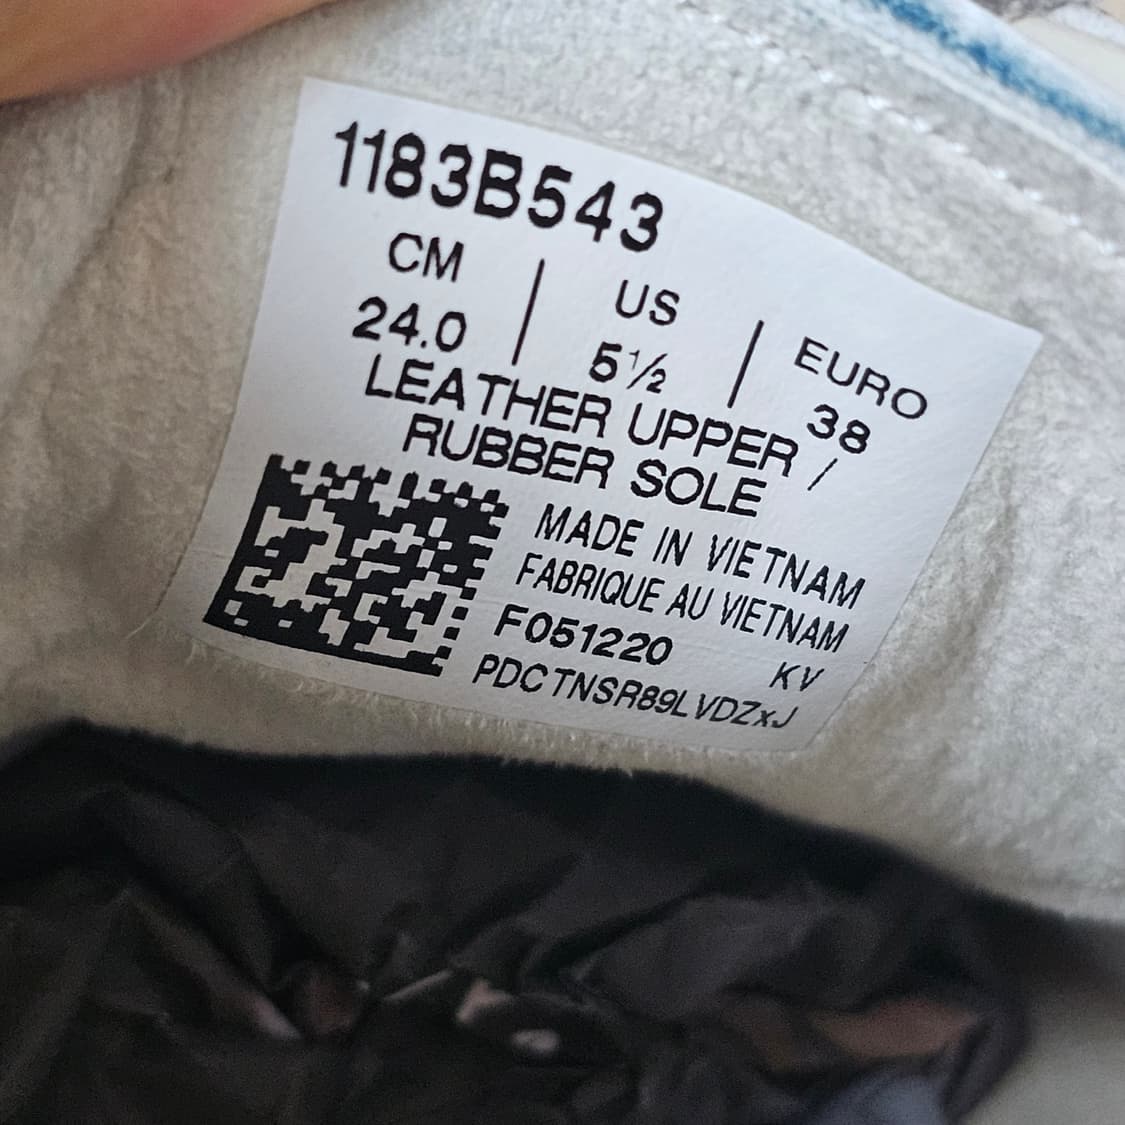 1183B543
CM | US | EURO
24.0 | 5½ | 38
LEATHER UPPER /
RUBBER SOLE
MADE IN VIETNAM
FABRIQUE AU VIETNAM
F051220 KV
PDCTNSR89LVDZxJ